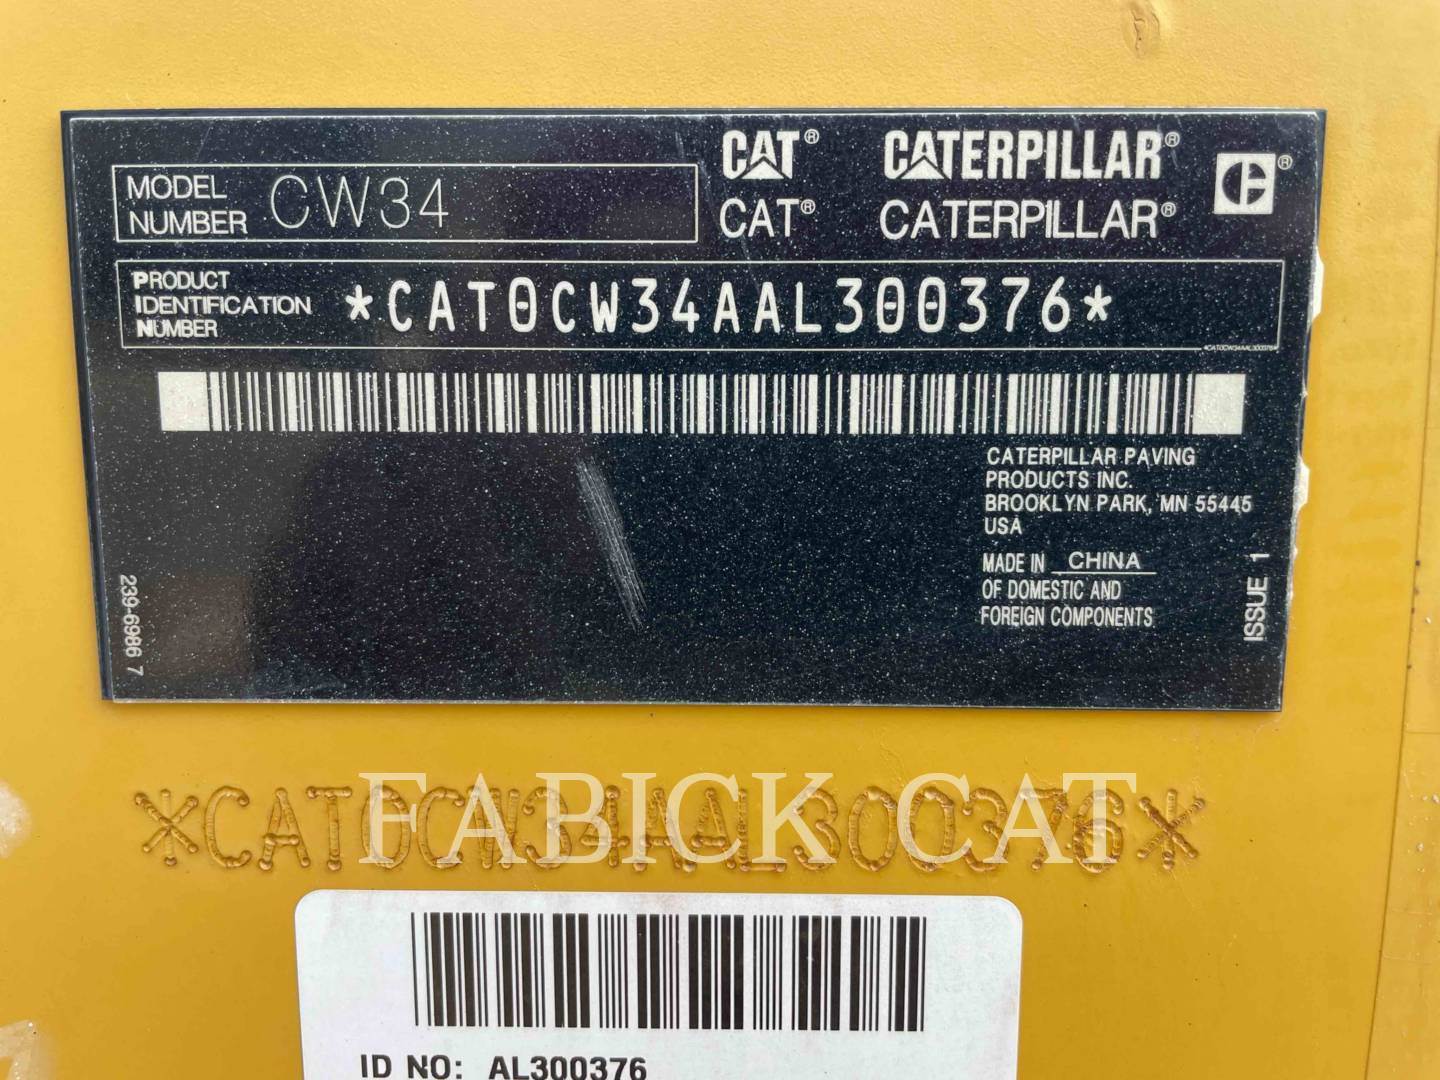 MODEL NUMBER CW34
CAT® CATERPILLAR®
CAT® CATERPILLAR®
PRODUCT
IDENTIFICATION
NUMBER
*CAT0CW34AAL300376*
*CAT0CW34AAL300376*
CATERPILLAR PAVING
PRODUCTS INC.
BROOKLYN PARK, MN 55445
USA
MADE IN CHINA
OF DOMESTIC AND
FOREIGN COMPONENTS
ISSUE 1
239-6986 7
*CAT0CW34AAL300376*
FABICK CAT
ID NO: AL300376